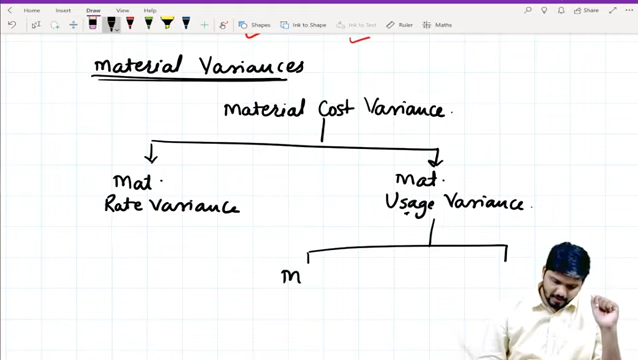 Home Insert Draw View Help
Share
Shapes Ink to Shape Ink to Text Ruler Maths
Material Variances
Material Cost Variance.
Mat. Mat.
Rate Variance Usage Variance.
M